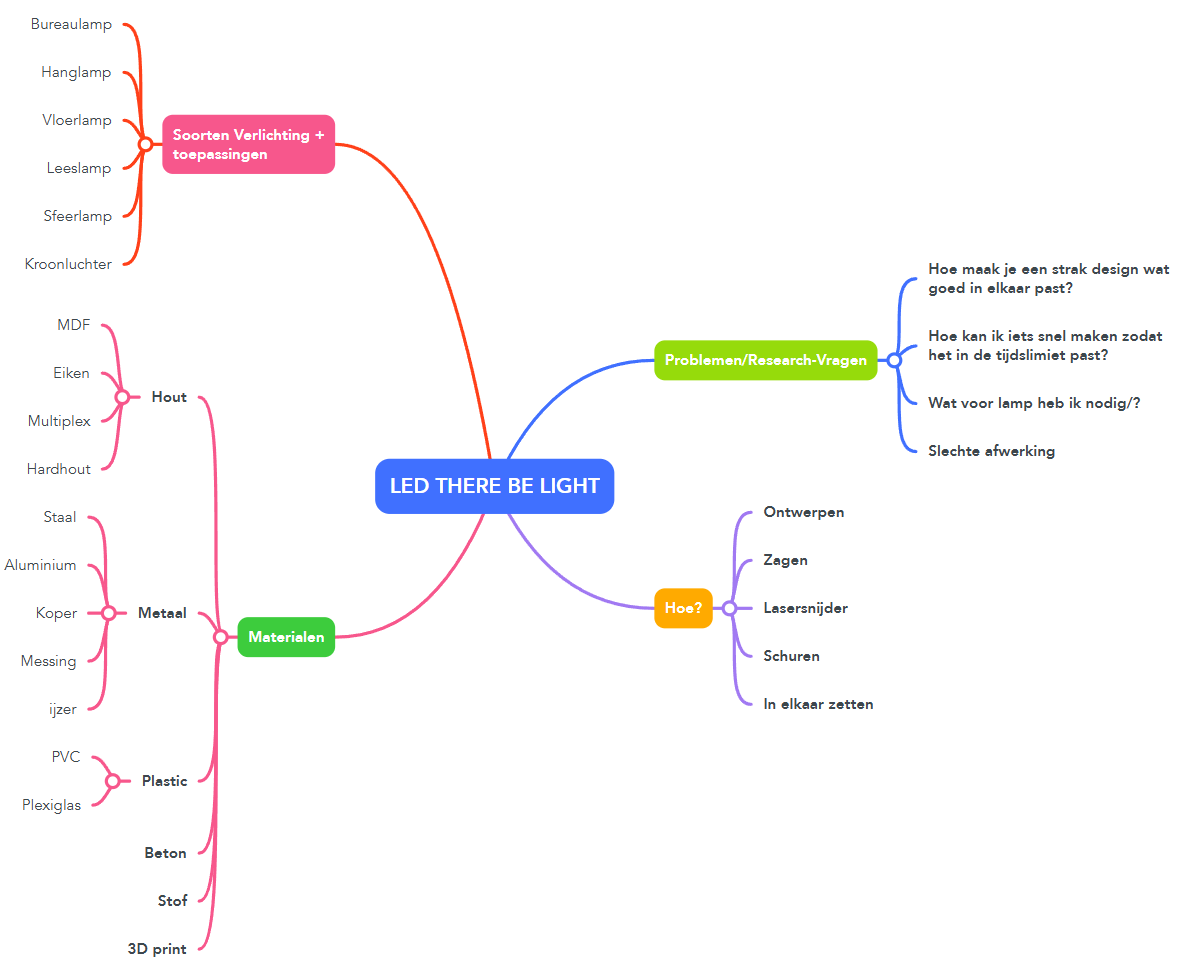 LED THERE BE LIGHT
Soorten Verlichting +
toepassingen
Bureaulamp
Hanglamp
Vloerlamp
Leeslamp
Sfeerlamp
Kroonluchter
Materialen
Hout
MDF
Eiken
Multiplex
Hardhout
Metaal
Staal
Aluminium
Koper
Messing
ijzer
Plastic
PVC
Plexiglas
Beton
Stof
3D print
Problemen/Research-Vragen
Hoe maak je een strak design wat
goed in elkaar past?
Hoe kan ik iets snel maken zodat
het in de tijdslimiet past?
Wat voor lamp heb ik nodig/?
Slechte afwerking
Hoe?
Ontwerpen
Zagen
Lasersnijder
Schuren
In elkaar zetten